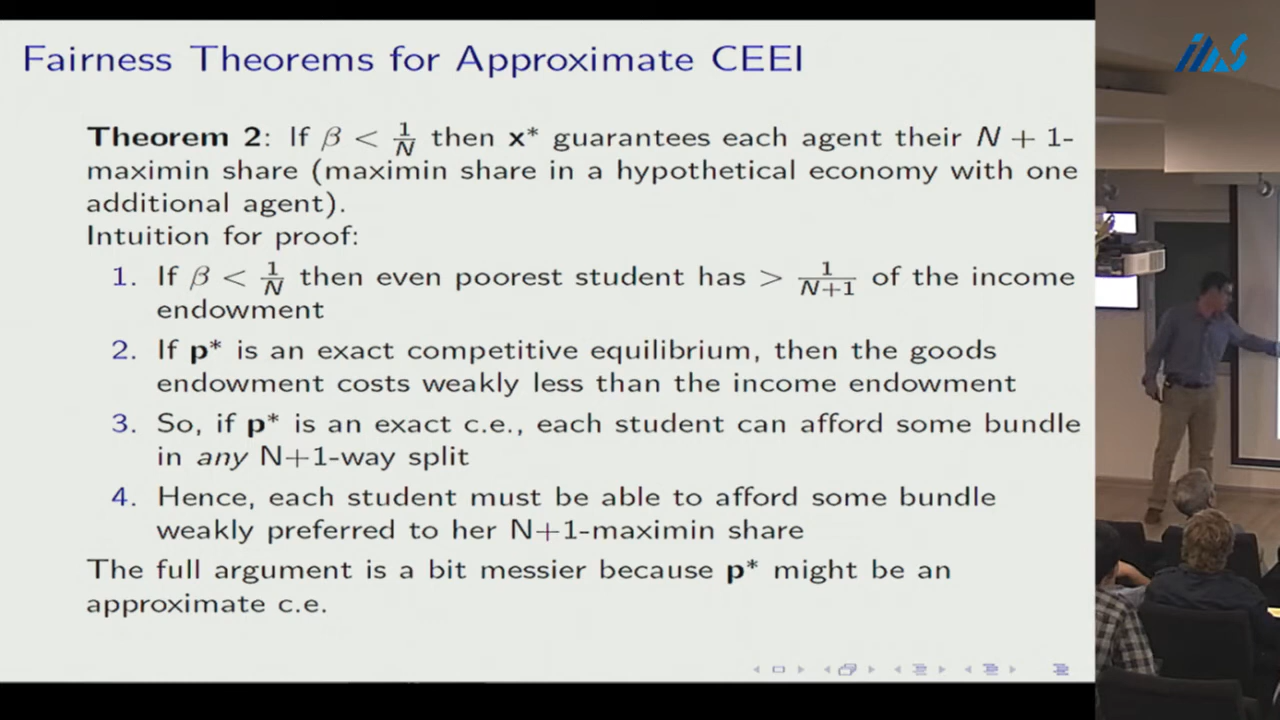 Fairness Theorems for Approximate CEEI
Theorem 2: If β < 1/N then x* guarantees each agent their N + 1-
maximin share (maximin share in a hypothetical economy with one
additional agent).
Intuition for proof:
1. If β < 1/N then even poorest student has > 1/(N+1) of the income
endowment
2. If p* is an exact competitive equilibrium, then the goods
endowment costs weakly less than the income endowment
3. So, if p* is an exact c.e., each student can afford some bundle
in any N+1-way split
4. Hence, each student must be able to afford some bundle
weakly preferred to her N+1-maximin share
The full argument is a bit messier because p* might be an
approximate c.e.
IIAS